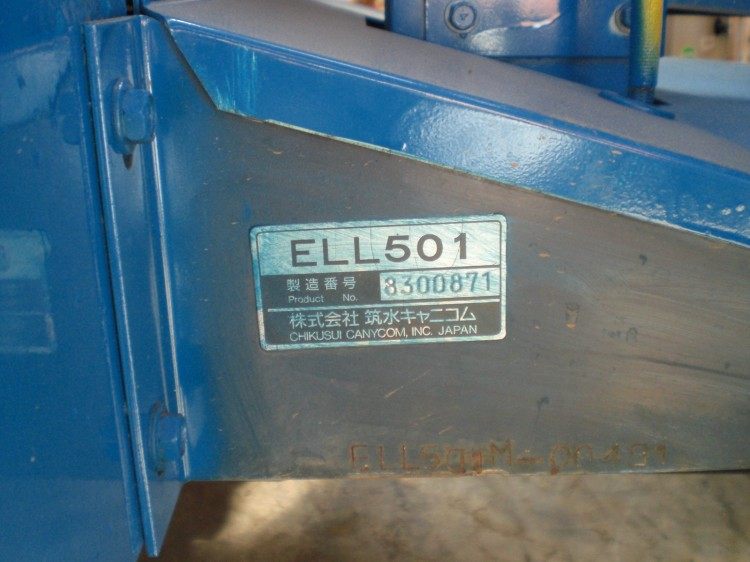 ELL501
製造番号 8300871
Product No.
株式会社 筑水キャニコム
CHIKUSUI CANYCOM, INC. JAPAN